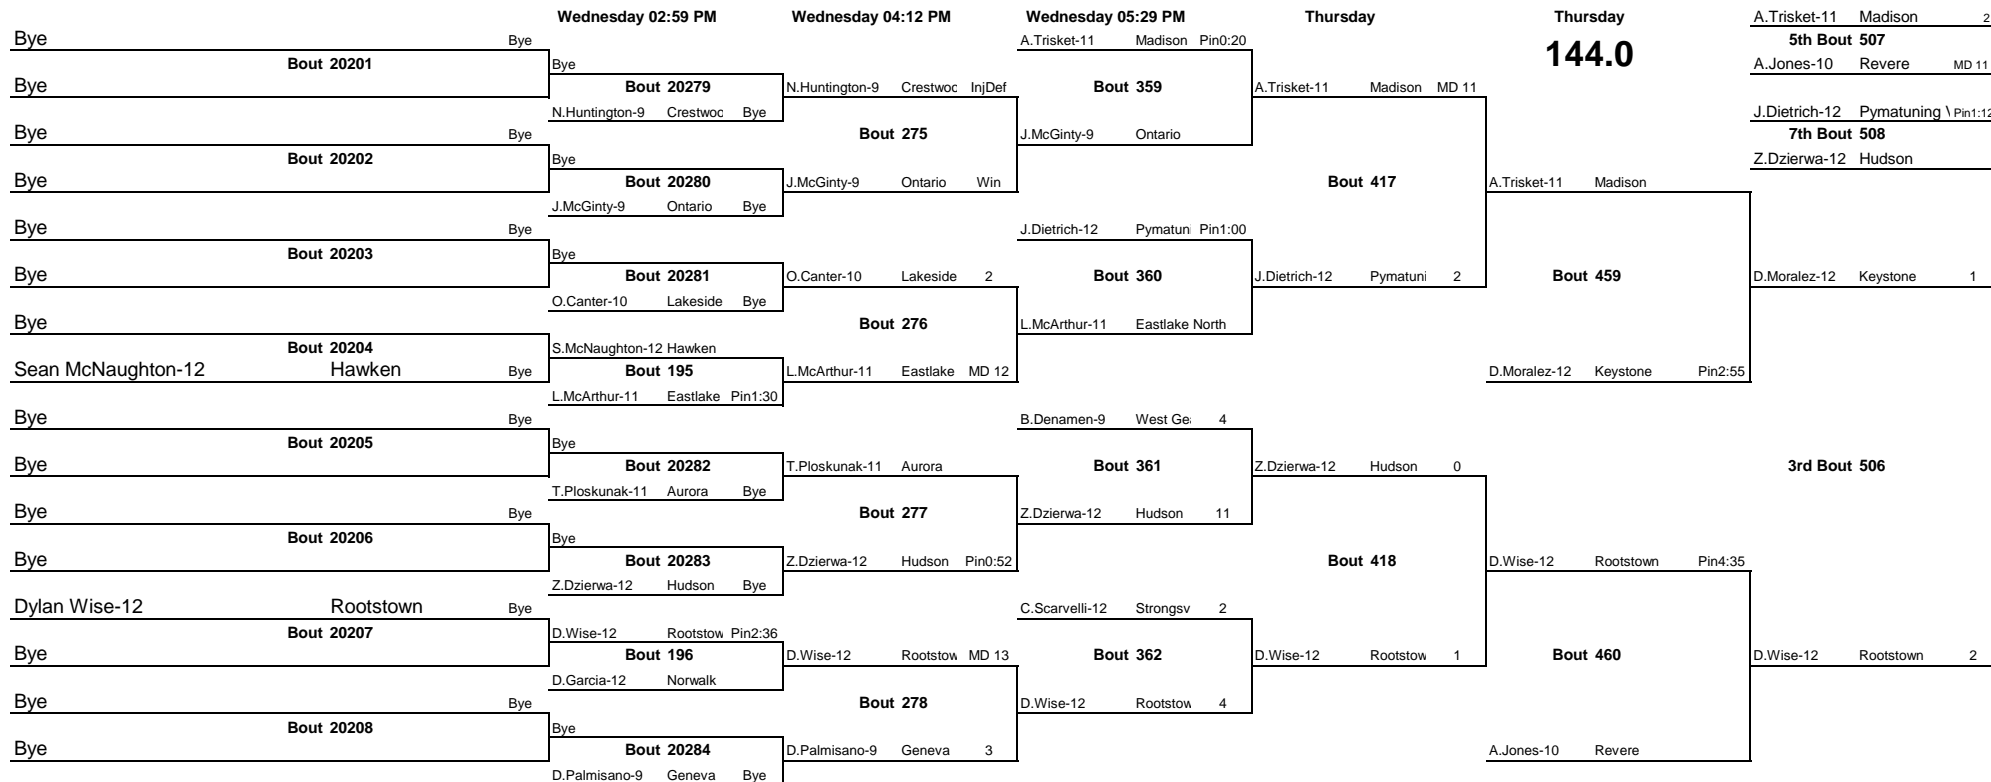 Wednesday 02:59 PM Wednesday 04:12 PM Wednesday 05:29 PM Thursday Thursday
144.0
Bye Bye
Bout 20201
Bye
Bye Bye
Bout 20202
Bye
Bye Bye
Bout 20203
Bye
Bye
Bout 20204
Sean McNaughton-12 Hawken Bye
Bye Bye
Bout 20205
Bye
Bye Bye
Bout 20206
Bye
Dylan Wise-12 Rootstown Bye
Bout 20207
Bye
Bye Bye
Bout 20208
Bye
Bye
Bout 20279
N.Huntington-9 Crestwoc Bye
Bye
Bout 20280
J.McGinty-9 Ontario Bye
Bye
Bout 20281
O.Canter-10 Lakeside Bye
S.McNaughton-12 Hawken
Bout 195
L.McArthur-11 Eastlake Pin1:30
Bye
Bout 20282
T.Ploskunak-11 Aurora Bye
Bye
Bout 20283
Z.Dzierwa-12 Hudson Bye
D.Wise-12 Rootstow Pin2:36
Bout 196
D.Garcia-12 Norwalk
Bye
Bout 20284
D.Palmisano-9 Geneva Bye
N.Huntington-9 Crestwoc InjDef
Bout 275
J.McGinty-9 Ontario Win
O.Canter-10 Lakeside 2
Bout 276
L.McArthur-11 Eastlake MD 12
T.Ploskunak-11 Aurora
Bout 277
Z.Dzierwa-12 Hudson Pin0:52
D.Wise-12 Rootstow MD 13
Bout 278
D.Palmisano-9 Geneva 3
A.Trisket-11 Madison Pin0:20
Bout 359
J.McGinty-9 Ontario
J.Dietrich-12 Pymatuni Pin1:00
Bout 360
L.McArthur-11 Eastlake North
B.Denamen-9 West Gea 4
Bout 361
Z.Dzierwa-12 Hudson 11
C.Scarvelli-12 Strongsv 2
Bout 362
D.Wise-12 Rootstow 4
A.Trisket-11 Madison MD 11
Bout 417
J.Dietrich-12 Pymatuni 2
Z.Dzierwa-12 Hudson 0
Bout 418
D.Wise-12 Rootstow 1
A.Trisket-11 Madison
Bout 459
D.Moralez-12 Keystone Pin2:55
D.Wise-12 Rootstown Pin4:35
Bout 460
A.Jones-10 Revere
A.Trisket-11 Madison 2
5th Bout 507
A.Jones-10 Revere MD 11
J.Dietrich-12 Pymatuning Pin1:12
7th Bout 508
Z.Dzierwa-12 Hudson
D.Moralez-12 Keystone 1
3rd Bout 506
D.Wise-12 Rootstown 2